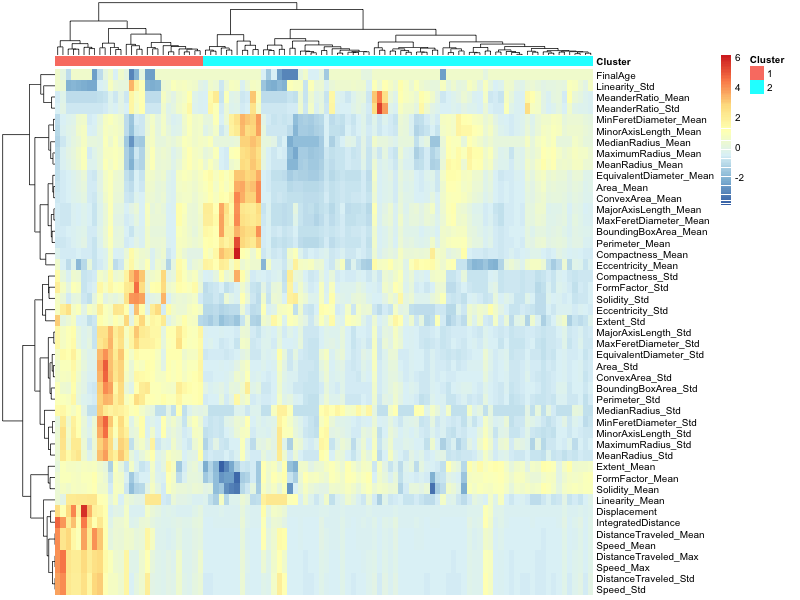 Cluster
FinalAge
Linearity_Std
MeanderRatio_Mean
MeanderRatio_Std
MinFeretDiameter_Mean
MinorAxisLength_Mean
MedianRadius_Mean
MaximumRadius_Mean
MeanRadius_Mean
EquivalentDiameter_Mean
Area_Mean
ConvexArea_Mean
MajorAxisLength_Mean
MaxFeretDiameter_Mean
BoundingBoxArea_Mean
Perimeter_Mean
Compactness_Mean
Eccentricity_Mean
Compactness_Std
FormFactor_Std
Solidity_Std
Eccentricity_Std
Extent_Std
MajorAxisLength_Std
MaxFeretDiameter_Std
EquivalentDiameter_Std
Area_Std
ConvexArea_Std
BoundingBoxArea_Std
Perimeter_Std
MedianRadius_Std
MinFeretDiameter_Std
MinorAxisLength_Std
MaximumRadius_Std
MeanRadius_Std
Extent_Mean
FormFactor_Mean
Solidity_Mean
Linearity_Mean
Displacement
IntegratedDistance
DistanceTraveled_Mean
Speed_Mean
DistanceTraveled_Max
Speed_Max
DistanceTraveled_Std
Speed_Std
6
4
2
0
-2
Cluster
1
2